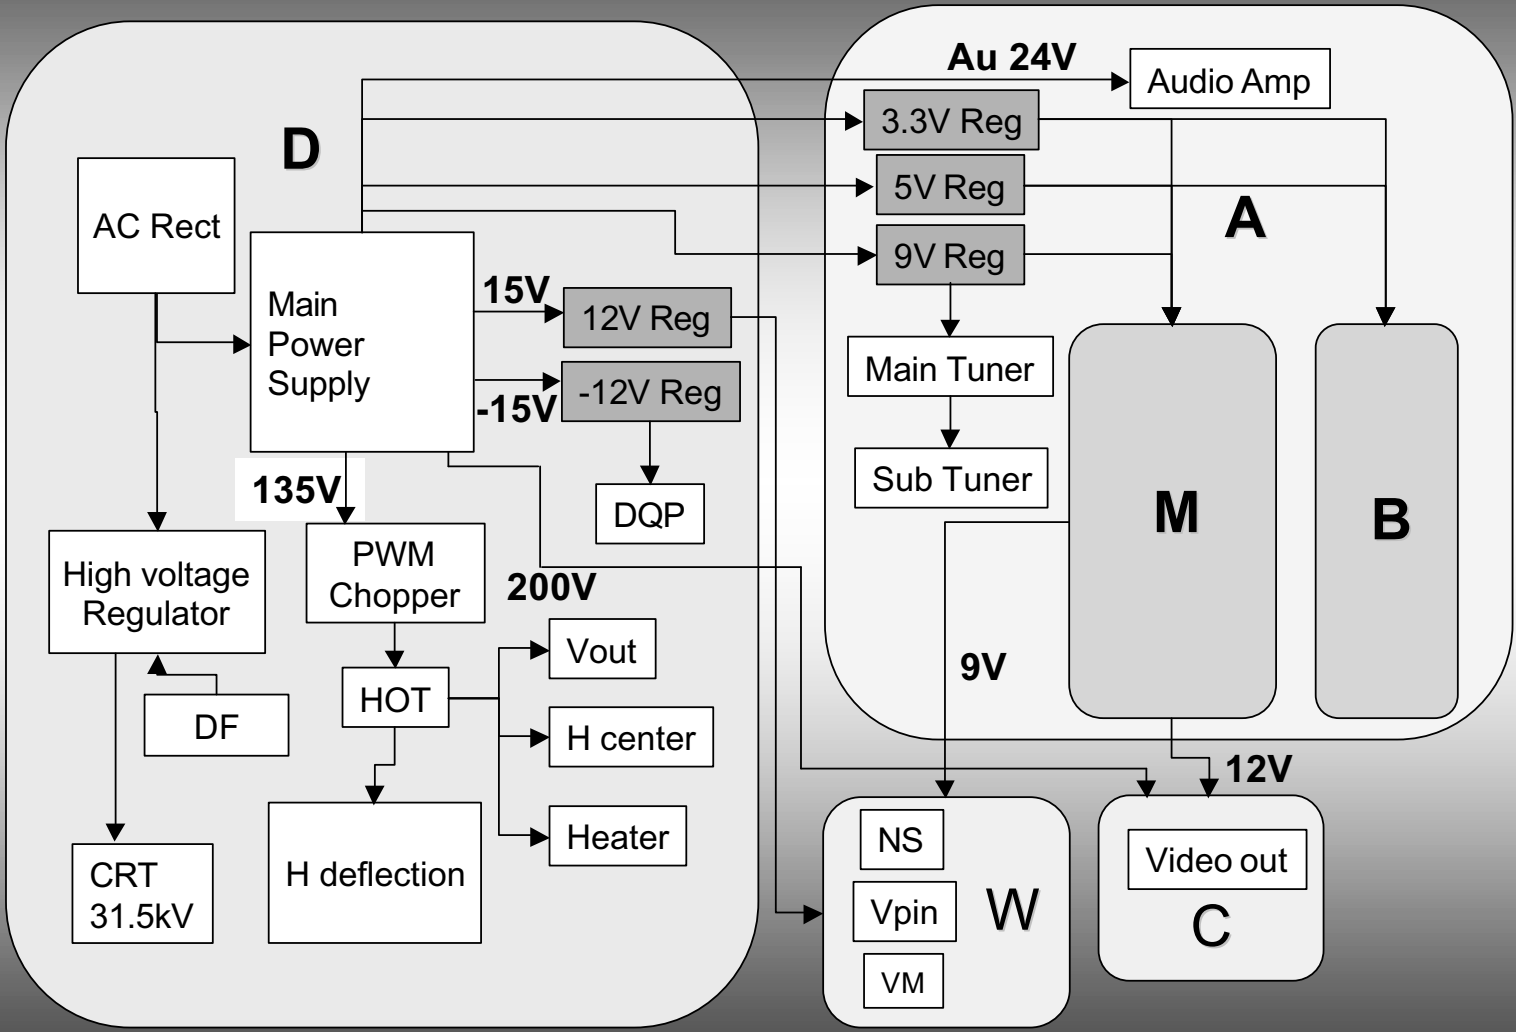 Au 24V
Audio Amp
D
3.3V Reg
AC Rect
5V Reg
A
9V Reg
Main
Power
Supply
15V
12V Reg
-15V
-12V Reg
Main Tuner
Sub Tuner
135V
DQP
M
B
High voltage
Regulator
PWM
Chopper
200V
Vout
9V
HOT
DF
H center
12V
Heater
NS
Video out
CRT
31.5kV
H deflection
Vpin
W
C
VM